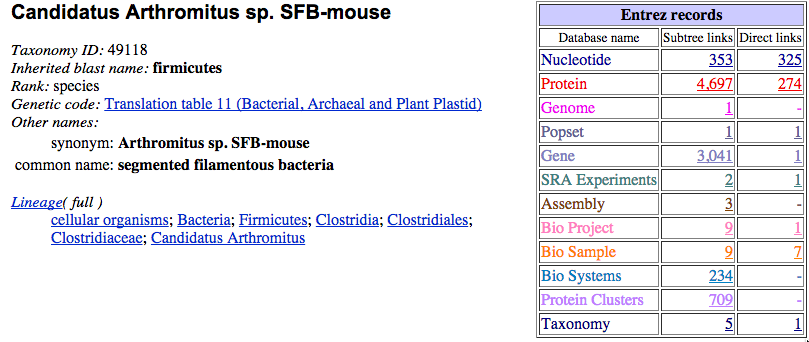 Candidatus Arthromitus sp. SFB-mouse
Taxonomy ID: 49118
Inherited blast name: firmicutes
Rank: species
Genetic code: Translation table 11 (Bacterial, Archaeal and Plant Plastid)
Other names:
synonym: Arthromitus sp. SFB-mouse
common name: segmented filamentous bacteria
Lineage( full )
cellular organisms; Bacteria; Firmicutes; Clostridia; Clostridiales;
Clostridiaceae; Candidatus Arthromitus
Entrez records
Database name Subtree links Direct links
Nucleotide 353 325
Protein 4,697 274
Genome 1 -
Popset 1 1
Gene 3,041 1
SRA Experiments 2 1
Assembly 3 -
Bio Project 9 1
Bio Sample 9 7
Bio Systems 234 -
Protein Clusters 709 -
Taxonomy 5 1